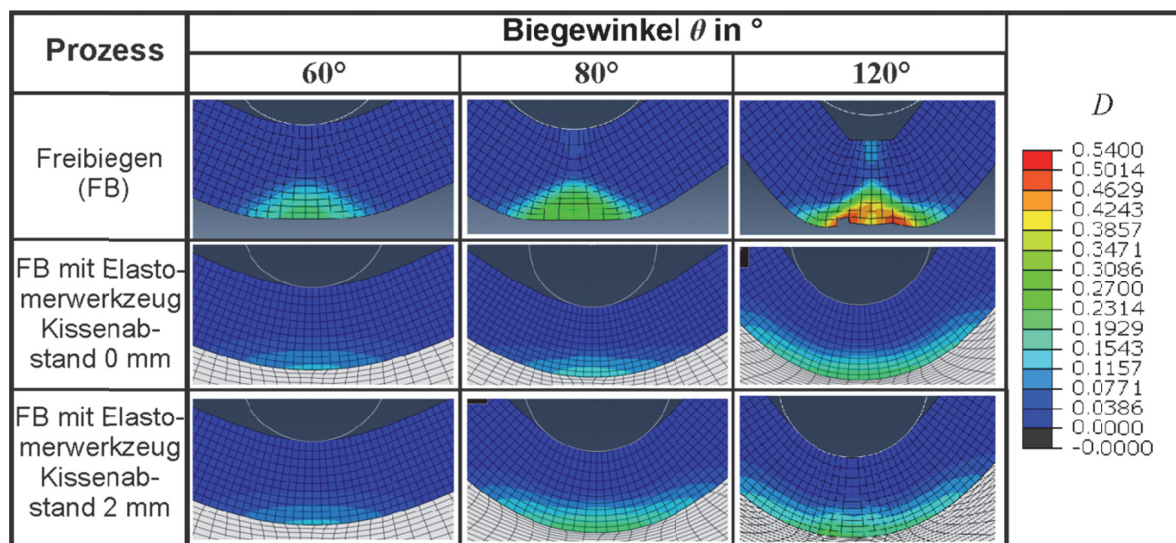 Prozess
Biegewinkel θ in °
60°
80°
120°
Freibiegen
(FB)
FB mit Elasto-
merwerkzeug
Kissenab-
stand 0 mm
FB mit Elasto-
merwerkzeug
Kissenab-
stand 2 mm
D
0.5400
0.5014
0.4629
0.4243
0.3857
0.3471
0.3086
0.2700
0.2314
0.1929
0.1543
0.1157
0.0771
0.0386
0.0000
-0.0000